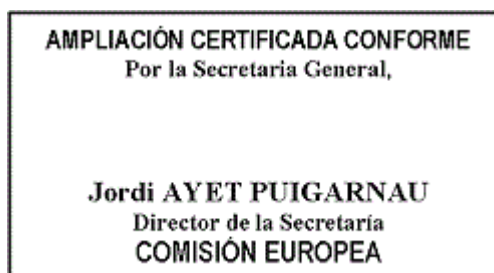 AMPLIACIÓN CERTIFICADA CONFORME
Por la Secretaria General,
Jordi AYET PUIGARNAU
Director de la Secretaría
COMISIÓN EUROPEA